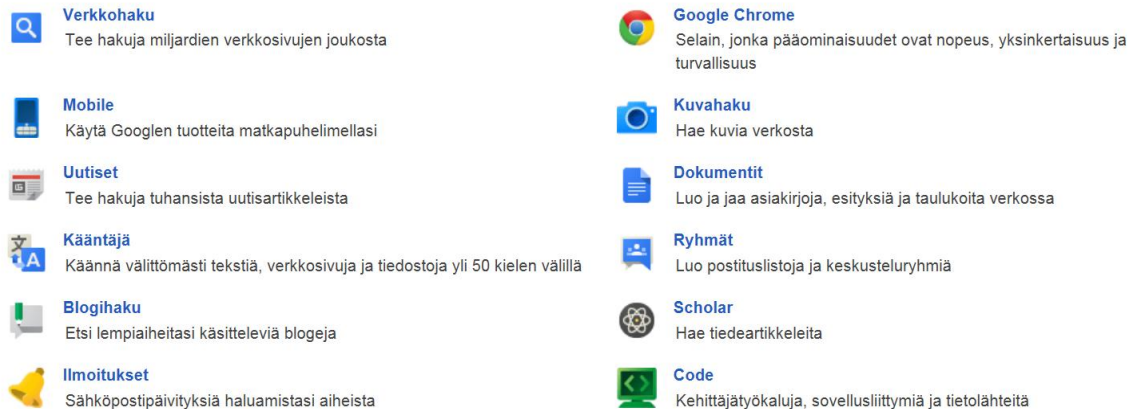 Verkkohaku
Tee hakuja miljardien verkkosivujen joukosta
Google Chrome
Selain, jonka pääominaisuudet ovat nopeus, yksinkertaisuus ja
turvallisuus
Mobile
Käytä Googlen tuotteita matkapuhelimellasi
Kuvahaku
Hae kuvia verkosta
Uutiset
Tee hakuja tuhansista uutisartikkeleista
Dokumentit
Luo ja jaa asiakirjoja, esityksiä ja taulukoita verkossa
Kääntäjä
Käännä välittömästi tekstiä, verkkosivuja ja tiedostoja yli 50 kielen välillä
Ryhmät
Luo postituslistoja ja keskusteluryhmiä
Blogihaku
Etsi lempiaiheitasi käsitteleviä blogeja
Scholar
Hae tiedeartikkeleita
Ilmoitukset
Sähköpostipäivityksiä haluamistasi aiheista
Code
Kehittäjätyökaluja, sovellusliittymiä ja tietolähteitä